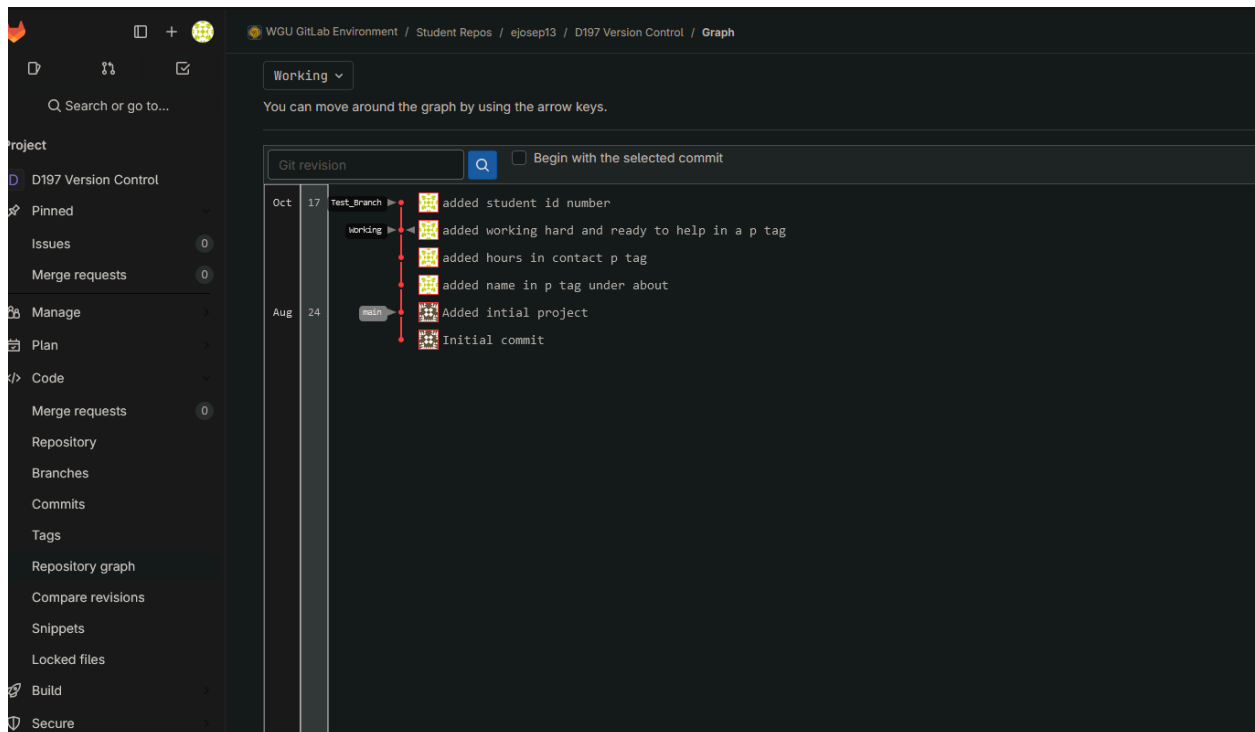 WGU GitLab Environment / Student Repos / ejosep13 / D197 Version Control / Graph
Search or go to...
Project
D D197 Version Control
Pinned
Issues 0
Merge requests 0
Manage
Plan
Code
Merge requests 0
Repository
Branches
Commits
Tags
Repository graph
Compare revisions
Snippets
Locked files
Build
Secure
Working
You can move around the graph by using the arrow keys.
Git revision
Begin with the selected commit
Oct 17 Test_Branch added student id number
Working added working hard and ready to help in a p tag
added hours in contact p tag
added name in p tag under about
Aug 24 main Added intial project
Initial commit